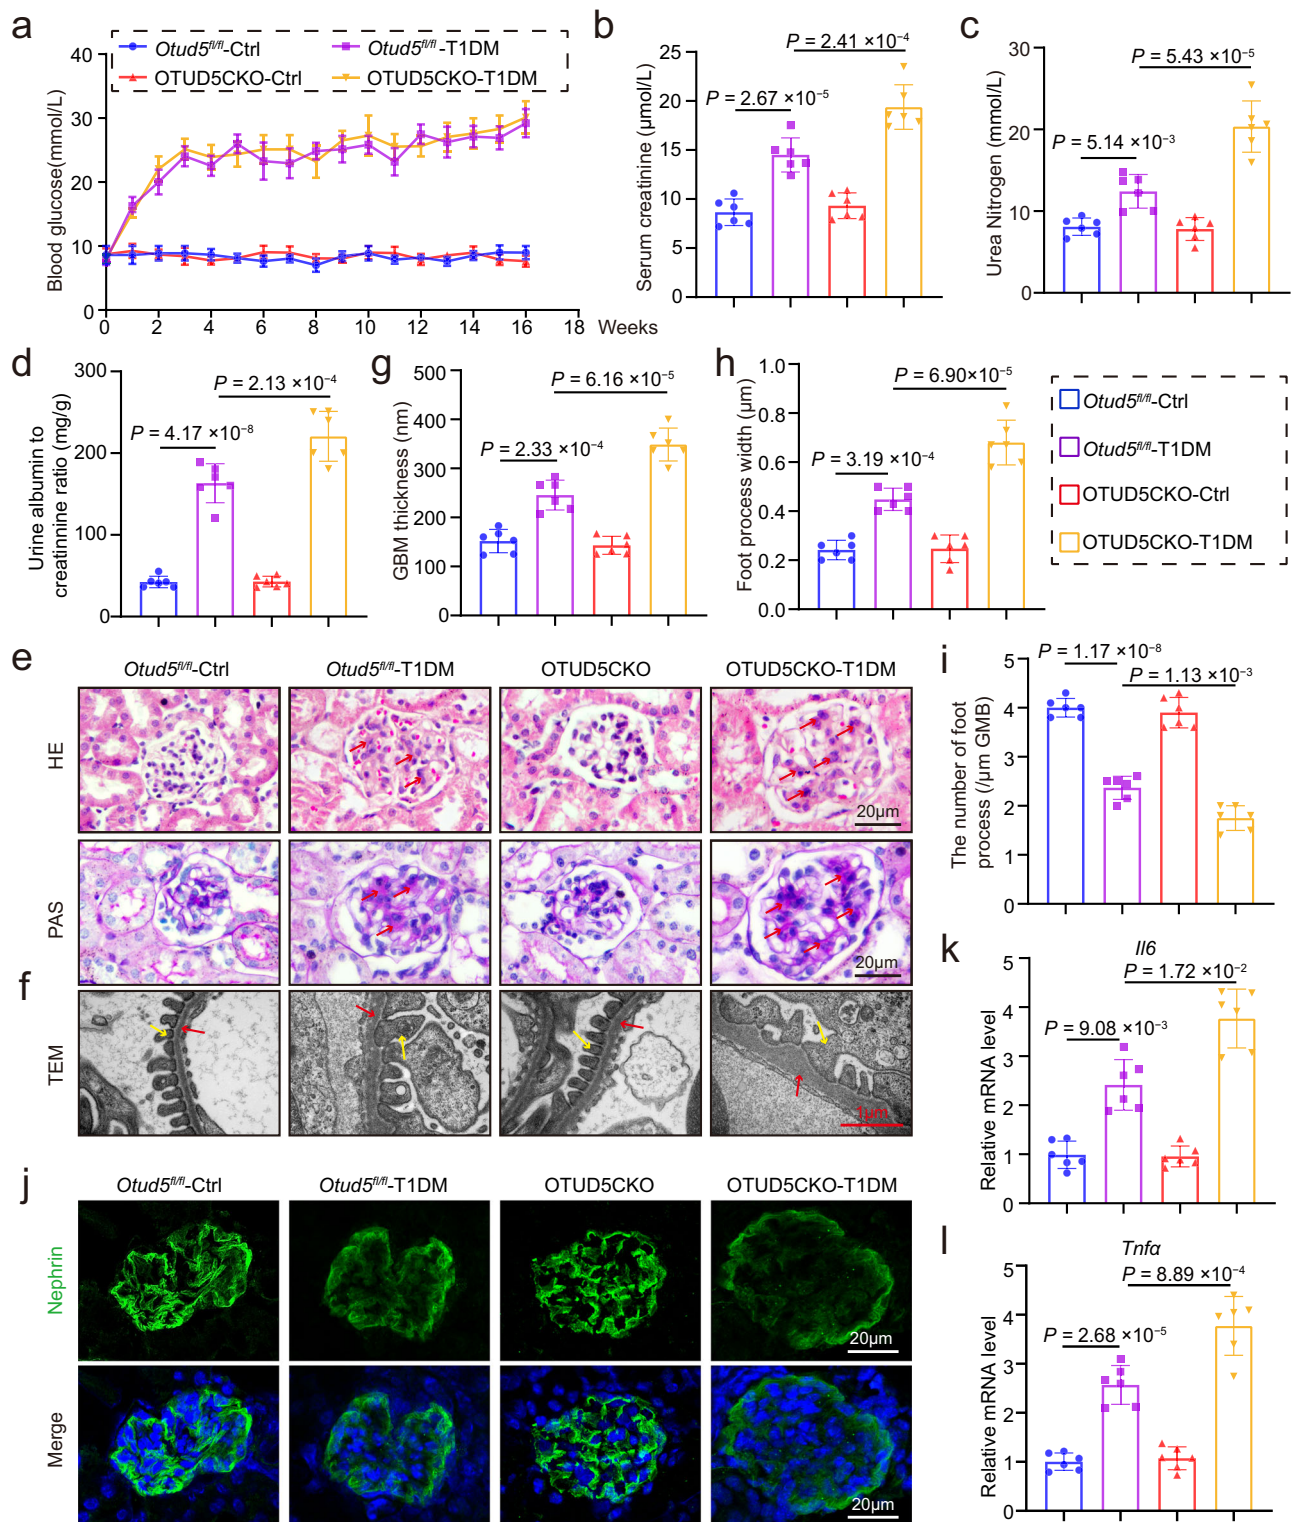 a
Otud5fl/fl-Ctrl
Otud5fl/fl-T1DM
OTUD5CKO-Ctrl
OTUD5CKO-T1DM
Blood glucose(mmol/L)
40
30
20
10
0
0 2 4 6 8 10 12 14 16 18 Weeks
b
P = 2.41 ×10-4
P = 2.67 ×10-5
Serum creatinine (μmol/L)
25
20
15
10
5
0
c
P = 5.43 ×10-5
P = 5.14 ×10-3
Urea Nitrogen (mmol/L)
30
20
10
0
d
P = 2.13 ×10-4
P = 4.17 ×10-8
Urine albumin to
creatinnine ratio (mg/g)
300
200
100
0
g
P = 6.16 ×10-5
P = 2.33 ×10-4
GBM thickness (nm)
500
400
300
200
100
0
h
P = 6.90×10-5
P = 3.19 ×10-4
Foot process width (μm)
1.0
0.8
0.6
0.4
0.2
0.0
Otud5fl/fl-Ctrl
Otud5fl/fl-T1DM
OTUD5CKO-Ctrl
OTUD5CKO-T1DM
e
Otud5fl/fl-Ctrl
Otud5fl/fl-T1DM
OTUD5CKO
OTUD5CKO-T1DM
HE
20μm
PAS
20μm
f
TEM
1μm
i
P = 1.17 ×10-8
P = 1.13 ×10-3
The number of foot
process (/μm GMB)
5
4
3
2
1
0
j
Otud5fl/fl-Ctrl
Otud5fl/fl-T1DM
OTUD5CKO
OTUD5CKO-T1DM
Nephrin
20μm
Merge
20μm
k
Il6
P = 1.72 ×10-2
P = 9.08 ×10-3
Relative mRNA level
5
4
3
2
1
0
l
Tnfα
P = 8.89 ×10-4
P = 2.68 ×10-5
Relative mRNA level
5
4
3
2
1
0